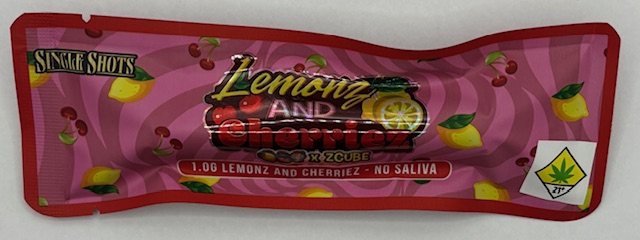 SINGLE SHOTS
Lemonz
AND
Cherriez
x ZCUBE
1.0G LEMONZ AND CHERRIEZ - NO SALIVA
21+